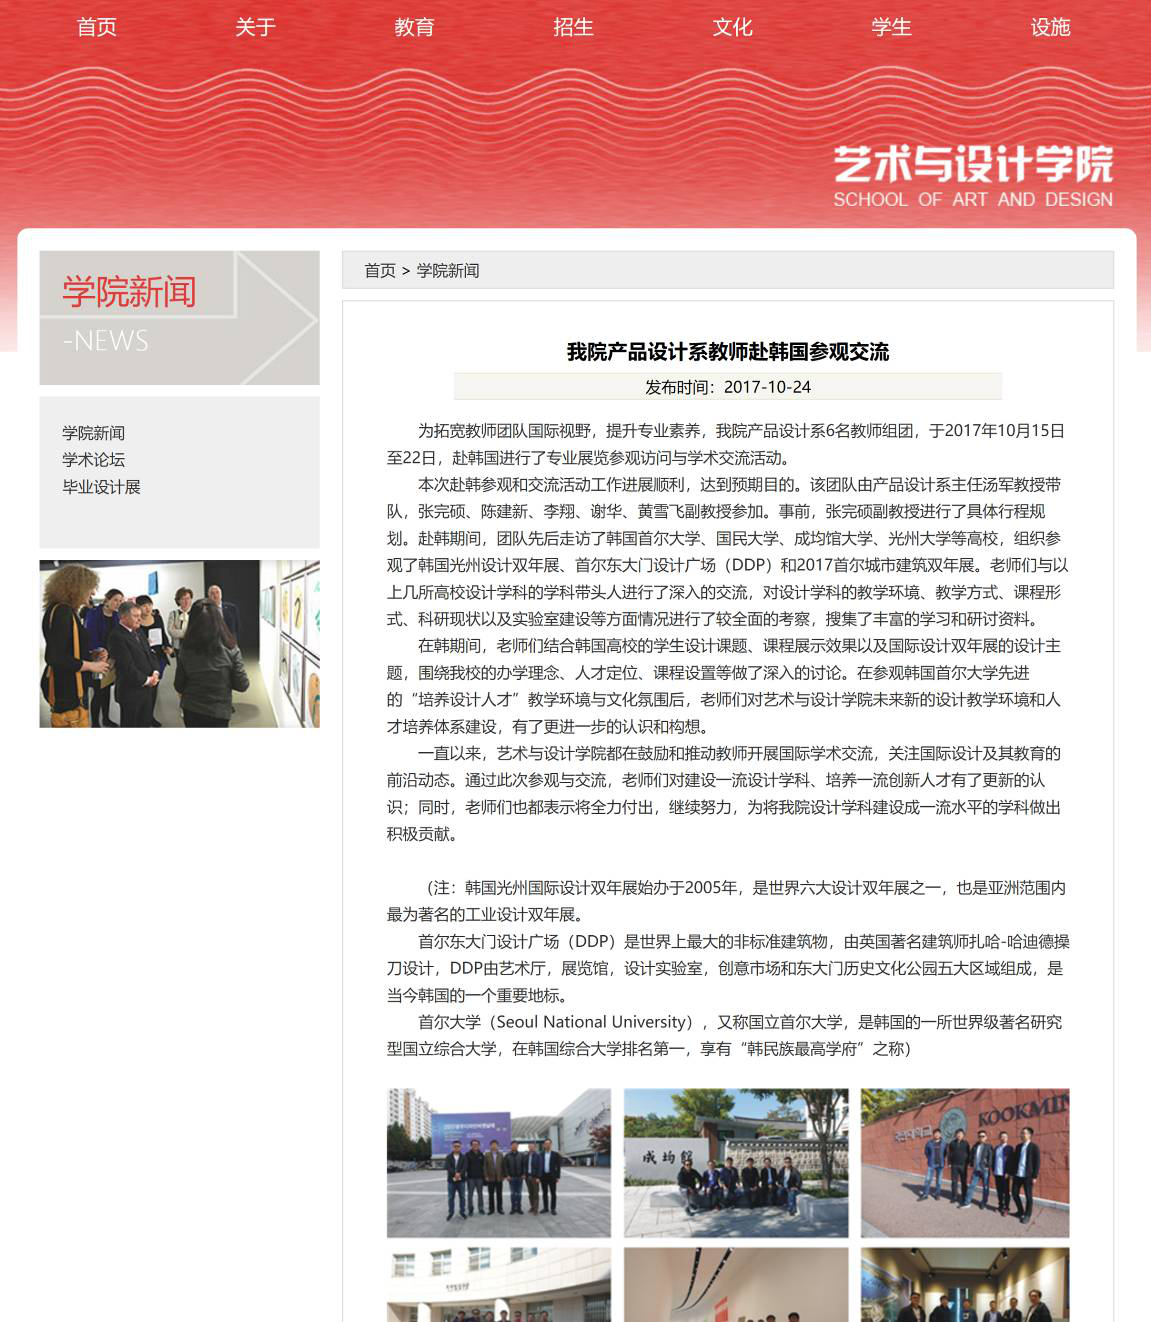 首页 关于 教育 招生 文化 学生 设施
艺术与设计学院
SCHOOL OF ART AND DESIGN
学院新闻
-NEWS
学院新闻
学术论坛
毕业设计展
首页 > 学院新闻
我院产品设计系教师赴韩国参观交流
发布时间：2017-10-24
为拓宽教师团队国际视野，提升专业素养，我院产品设计系6名教师组团，于2017年10月15日
至22日，赴韩国进行了专业展览参观访问与学术交流活动。
本次赴韩参观和交流活动工作进展顺利，达到预期目的。该团队由产品设计系主任汤军教授带
队，张完硕、陈建新、李翔、谢华、黄雪飞副教授参加。事前，张完硕副教授进行了具体行程规
划。赴韩期间，团队先后走访了韩国首尔大学、国民大学、成均馆大学、光州大学等高校，组织参
观了韩国光州设计双年展、首尔东大门设计广场（DDP）和2017首尔城市建筑双年展。老师们与以
上几所高校设计学科的学科带头人进行了深入的交流，对设计学科的教学环境、教学方式、课程形
式、科研现状以及实验室建设等方面情况进行了较全面的考察，搜集了丰富的学习和研讨资料。
在韩期间，老师们结合韩国高校的学生设计课题、课程展示效果以及国际设计双年展的设计主
题，围绕我校的办学理念、人才定位、课程设置等做了深入的讨论。在参观韩国首尔大学先进
的“培养设计人才”教学环境与文化氛围后，老师们对艺术与设计学院未来新的设计教学环境和人
才培养体系建设，有了更进一步的认识和构想。
一直以来，艺术与设计学院都在鼓励和推动教师开展国际学术交流，关注国际设计及其教育的
前沿动态。通过此次参观与交流，老师们对建设一流设计学科、培养一流创新人才有了更新的认
识；同时，老师们也都表示将全力付出，继续努力，为将我院设计学科建设成一流水平的学科做出
积极贡献。
（注：韩国光州国际设计双年展始办于2005年，是世界六大设计双年展之一，也是亚洲范围内
最为著名的工业设计双年展。
首尔东大门设计广场（DDP）是世界上最大的非标准建筑物，由英国著名建筑师扎哈-哈迪德操
刀设计，DDP由艺术厅，展览馆，设计实验室，创意市场和东大门历史文化公园五大区域组成，是
当今韩国的一个重要地标。
首尔大学（Seoul National University），又称国立首尔大学，是韩国的一所世界级著名研究
型国立综合大学，在韩国综合大学排名第一，享有“韩民族最高学府”之称）
成均館
KOOKMIN